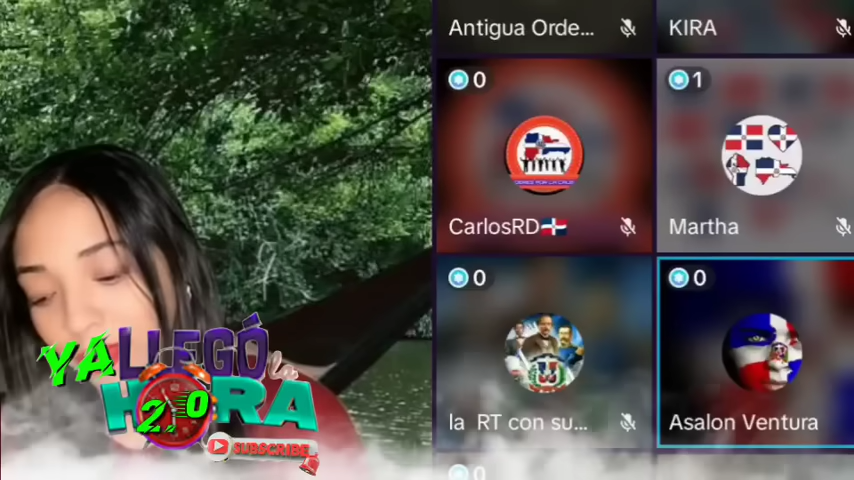 Antigua Orde...
KIRA
0
1
CarlosRD
Martha
0
0
la RT con su...
Asalon Ventura
0
YA LLEGÓ la
HORA
2.0
SUBSCRIBE